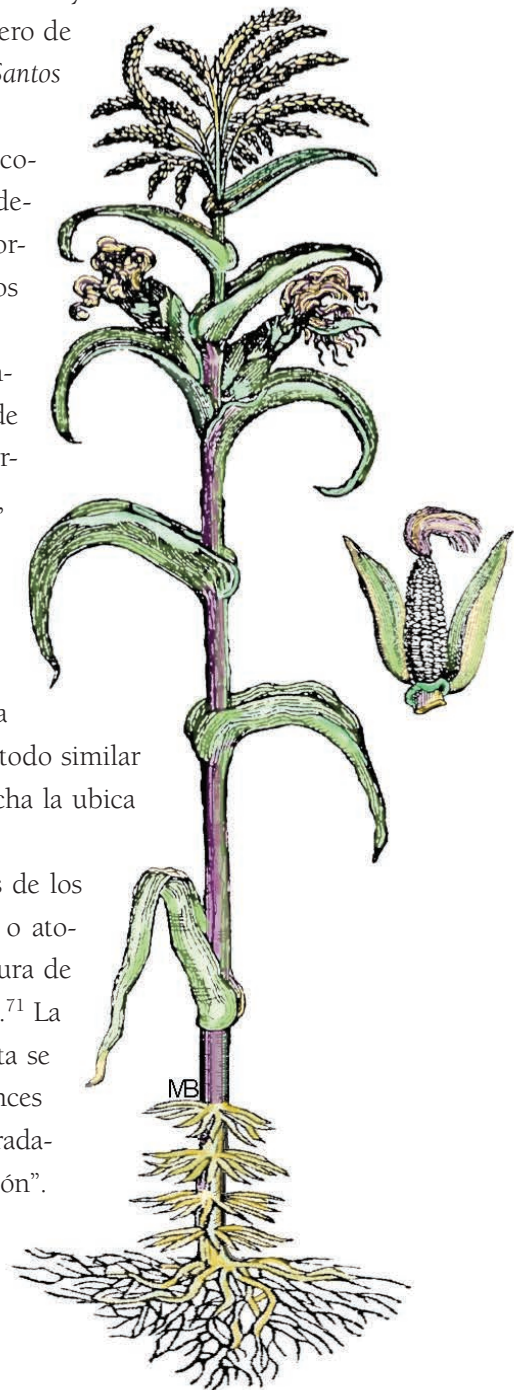 ero de
Santos
co-
de-
or-
os
de
r-
,
a
todo similar
cha la ubica
s de los
o ato-
ura de
.⁷¹ La
ta se
nces
rada-
ón”.
MB